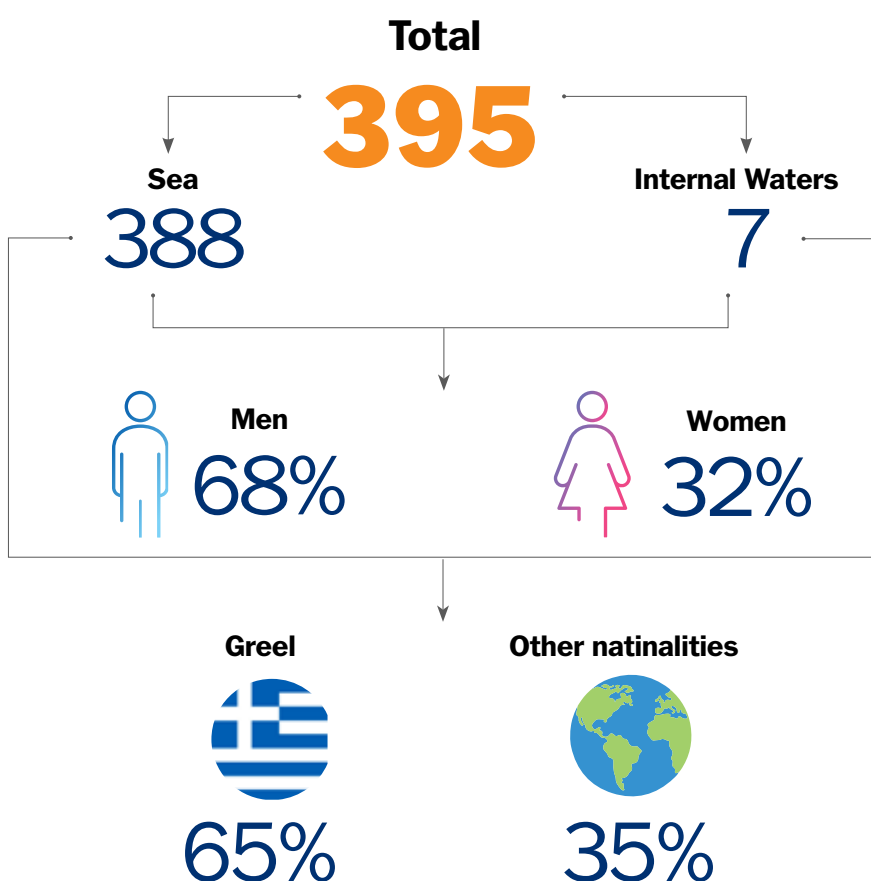 Total
395
Sea
388
Internal Waters
7
Men
68%
Women
32%
Greel
65%
Other natinalities
35%